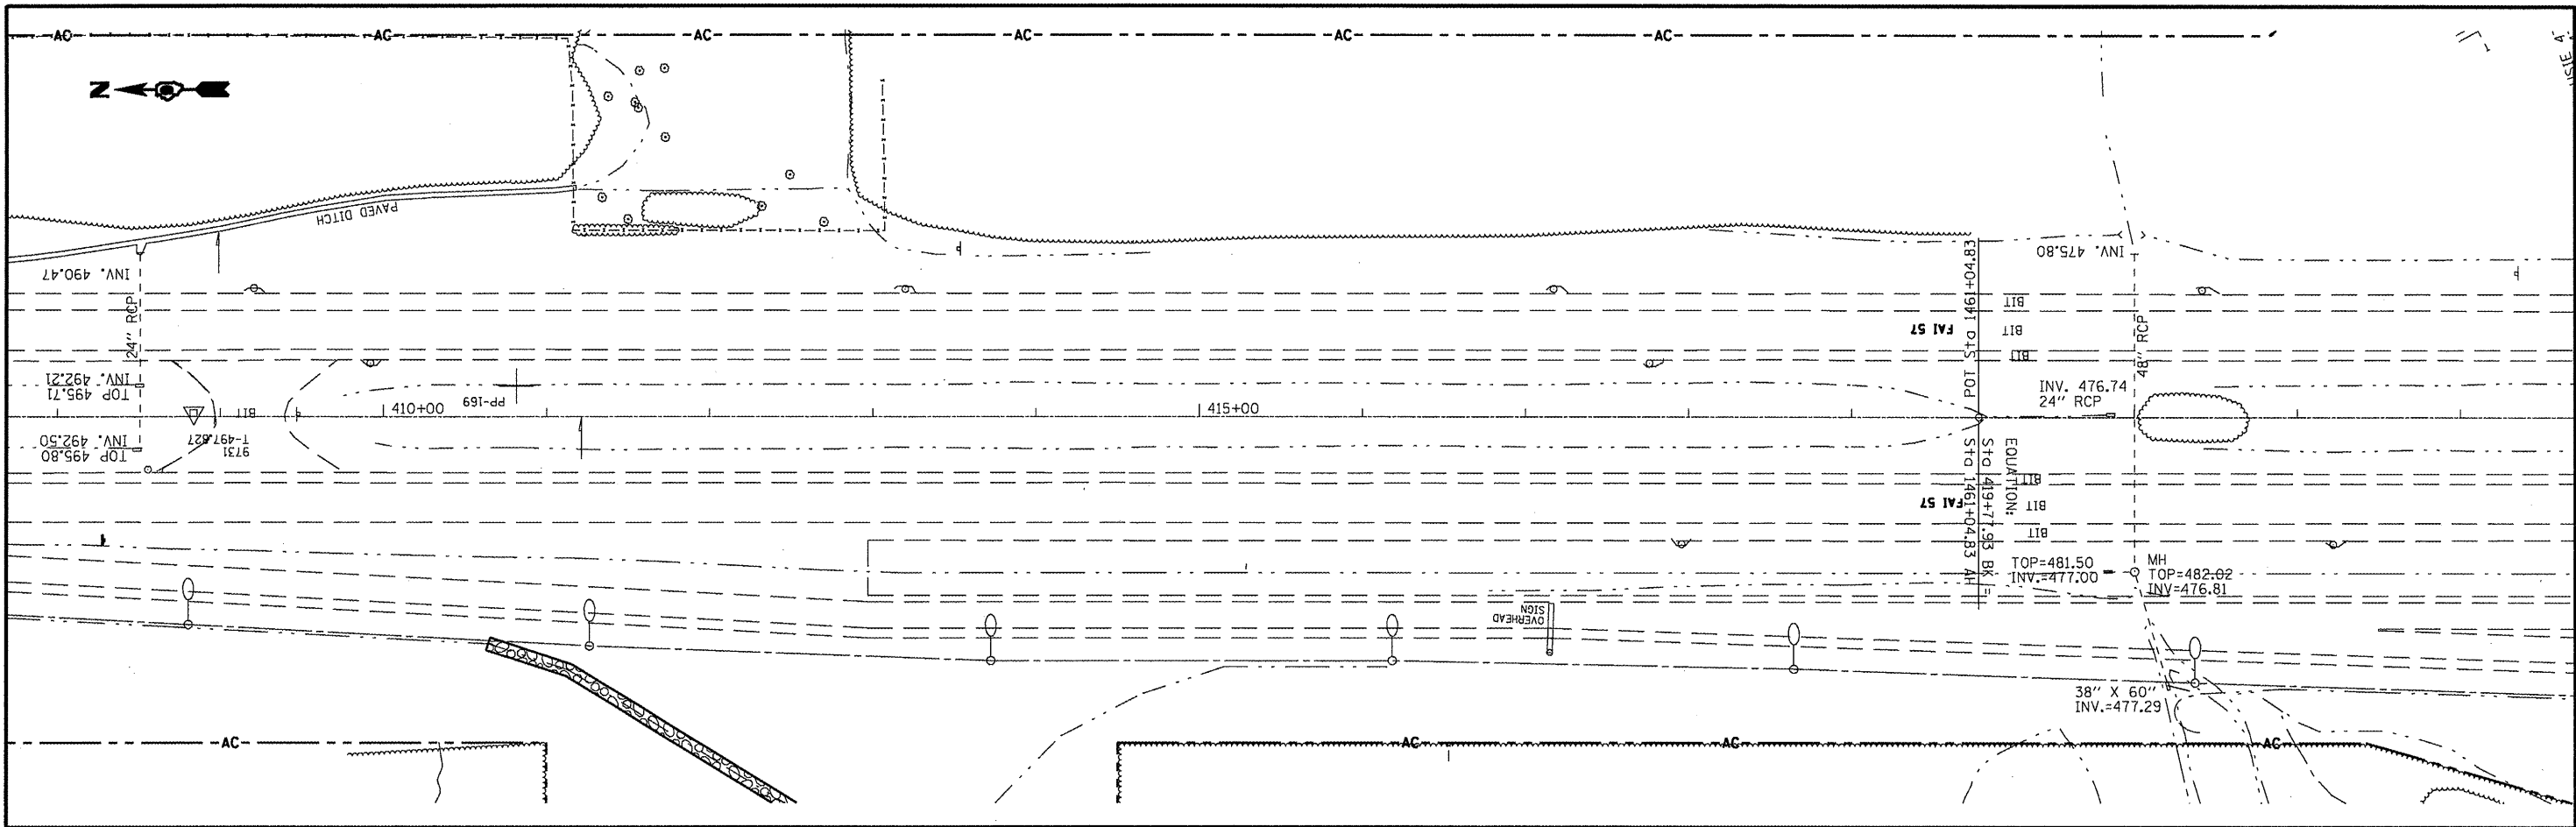 AC AC AC AC AC AC
N
PAVED DITCH
INV. 490.47
24" RCP
INV. 492.21
TOP 495.71
INV. 492.50
TOP 495.80
BIT
T-497.827
9731
410+00
PP-169
415+00
POT Sta 1461+04.83
FAI 57
BIT
BIT
BIT
INV. 475.80
48" RCP
INV. 476.74
24" RCP
EQUATION:
Sta 419+77.93 BK =
Sta 1461+04.83 AH
FAI 57
BIT
BIT
BIT
TOP=481.50
INV.=477.00
MH
TOP=482.02
INV=476.81
OVERHEAD
SIGN
38" X 60"
INV.=477.29
AC AC AC AC